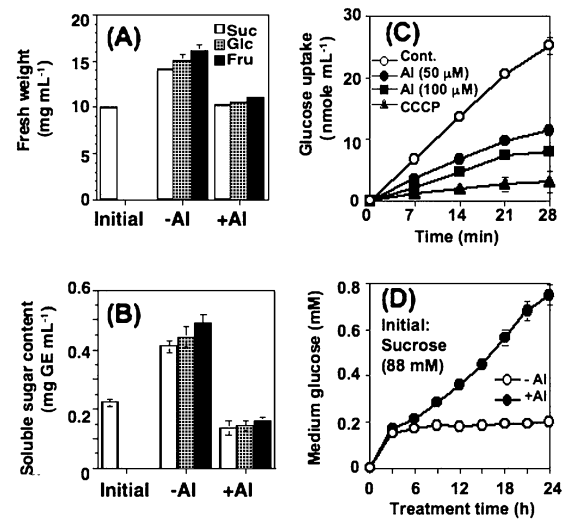 (A)
Suc
Glc
Fru
Fresh weight
(mg mL-1)
20
15
10
5
0
Initial -Al +Al
(B)
Soluble sugar content
(mg GE mL-1)
0.6
0.4
0.2
0
Initial -Al +Al
(C)
Cont.
Al (50 µM)
Al (100 µM)
CCCP
Glucose uptake
(nmole mL-1)
30
20
10
0
0 7 14 21 28
Time (min)
(D)
Initial:
Sucrose
(88 mM)
- Al
+Al
Medium glucose (mM)
0.8
0.6
0.4
0.2
0
0 6 12 18 24
Treatment time (h)